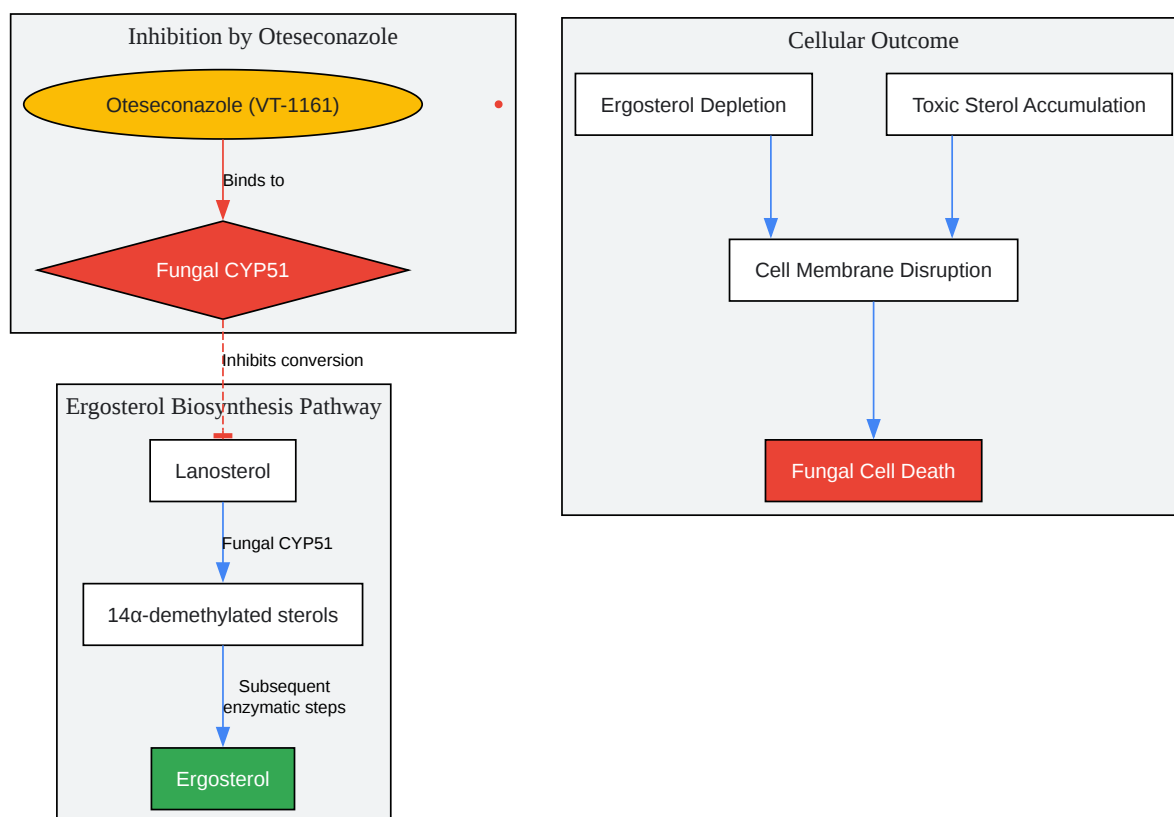 Inhibition by Oteseconazole
Oteseconazole (VT-1161)
Binds to
Fungal CYP51
Inhibits conversion
Ergosterol Biosynthesis Pathway
Lanosterol
Fungal CYP51
14α-demethylated sterols
Subsequent
enzymatic steps
Ergosterol
Cellular Outcome
Ergosterol Depletion
Toxic Sterol Accumulation
Cell Membrane Disruption
Fungal Cell Death